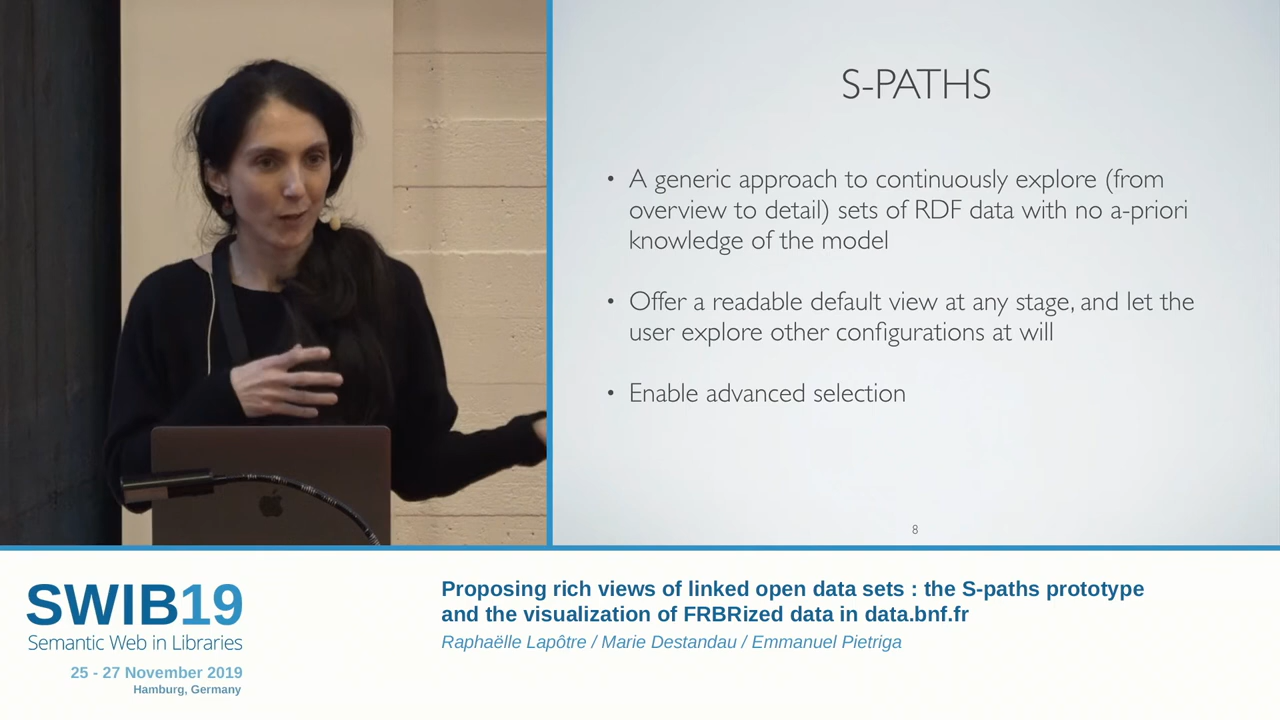 S-PATHS
• A generic approach to continuously explore (from
overview to detail) sets of RDF data with no a-priori
knowledge of the model
• Offer a readable default view at any stage, and let the
user explore other configurations at will
• Enable advanced selection
8
SWIB19
Semantic Web in Libraries
25 - 27 November 2019
Hamburg, Germany
Proposing rich views of linked open data sets : the S-paths prototype
and the visualization of FRBRized data in data.bnf.fr
Raphaëlle Lapôtre / Marie Destandau / Emmanuel Pietriga